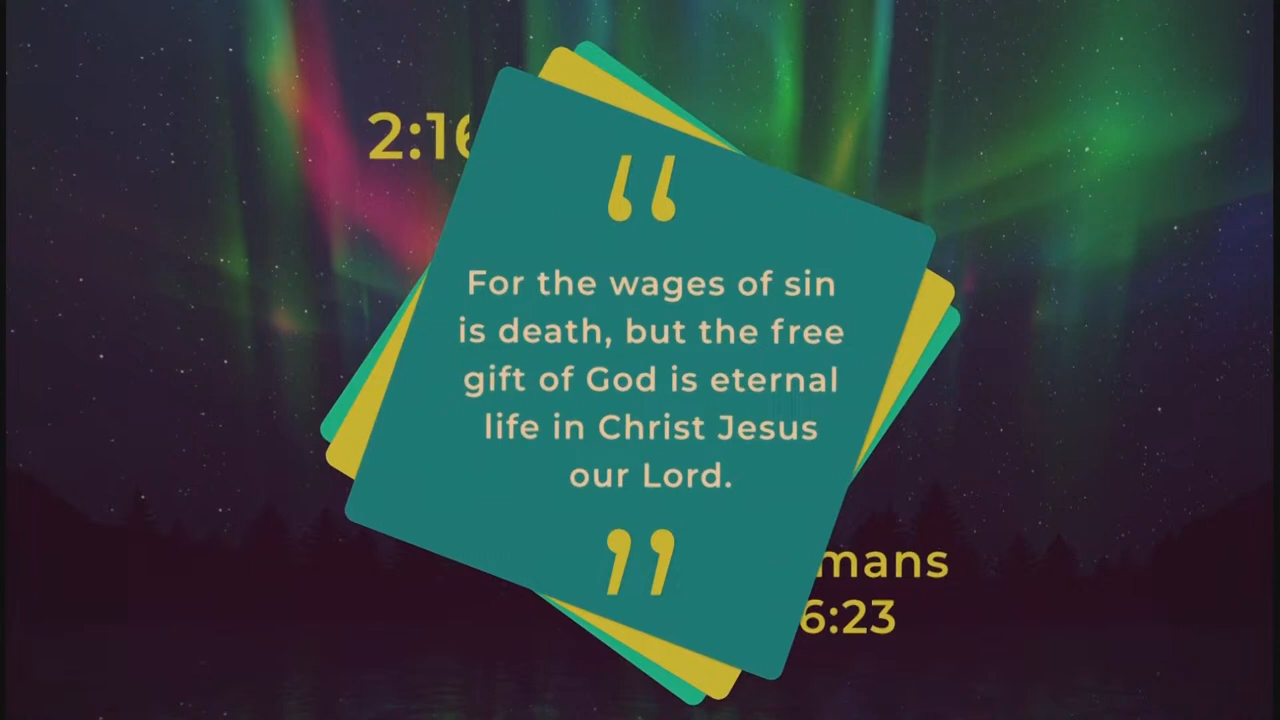 2:16
“
For the wages of sin
is death, but the free
gift of God is eternal
life in Christ Jesus
our Lord.
”
mans
6:23